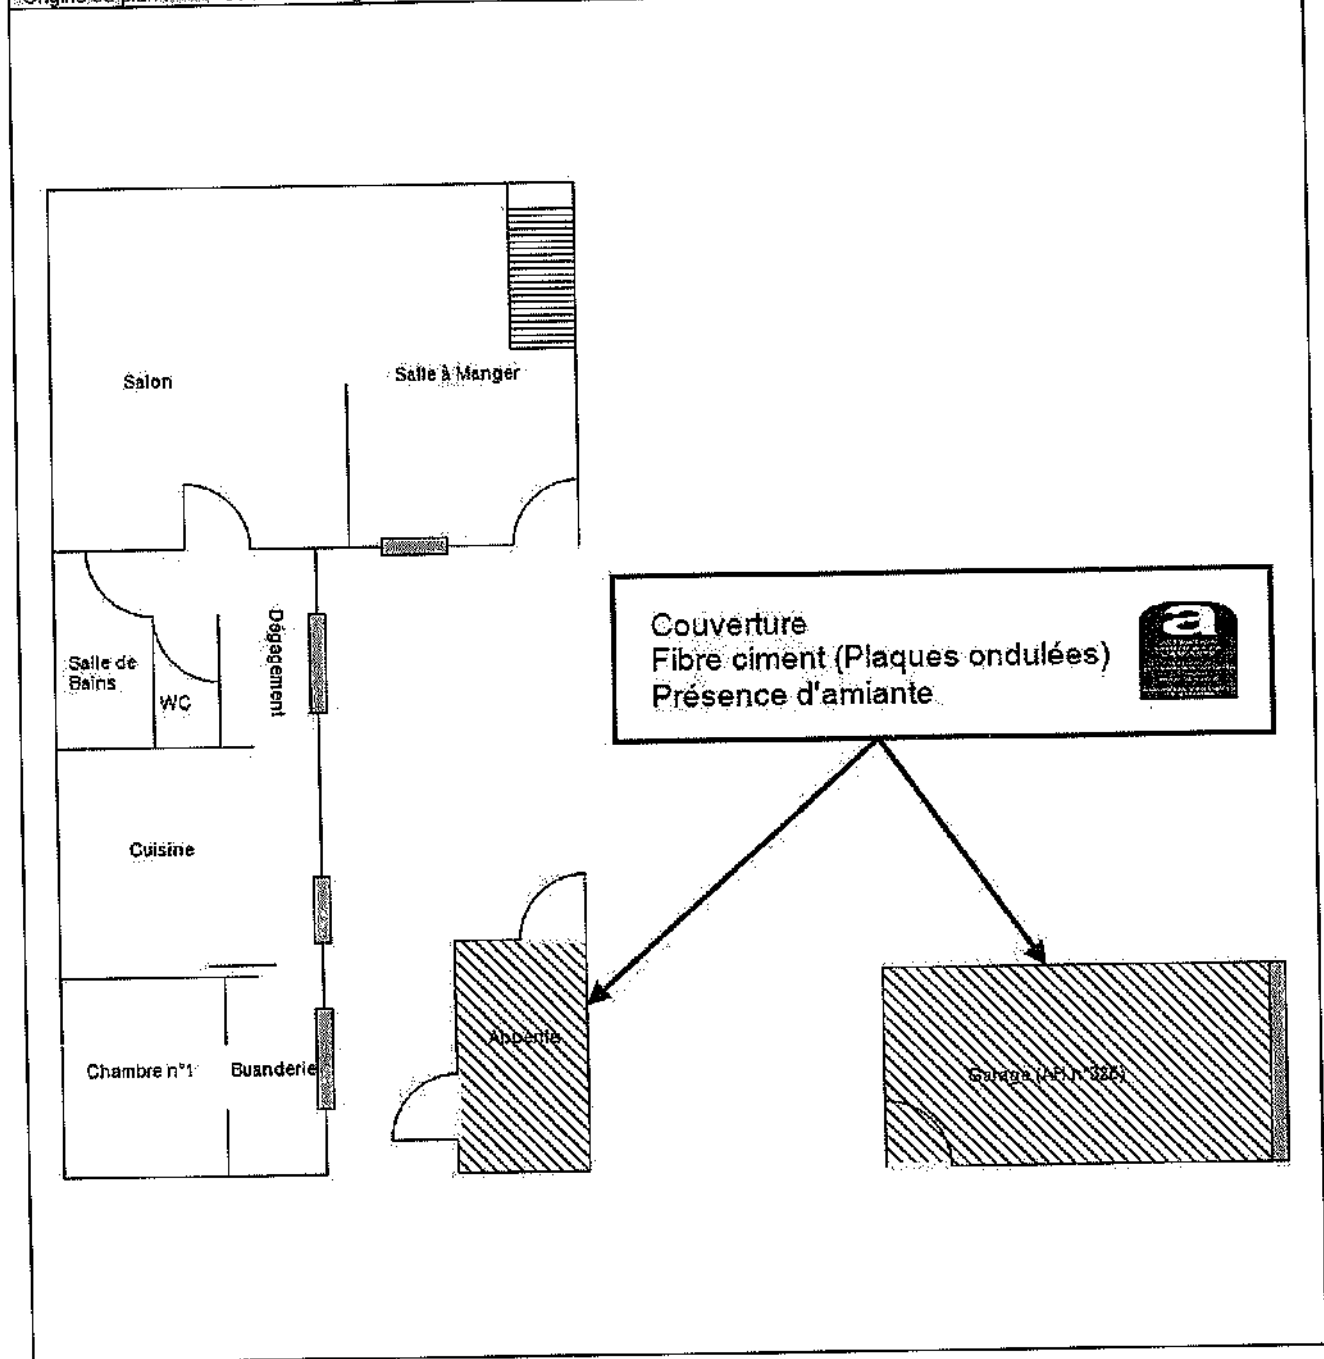 Salon
Salle à Manger
Dégagement
Salle de
Bains
WC
Couverture
Fibre ciment (Plaques ondulées)
Présence d'amiante
a
Cuisine
Chambre n°1
Buanderie
Appentis
Garage